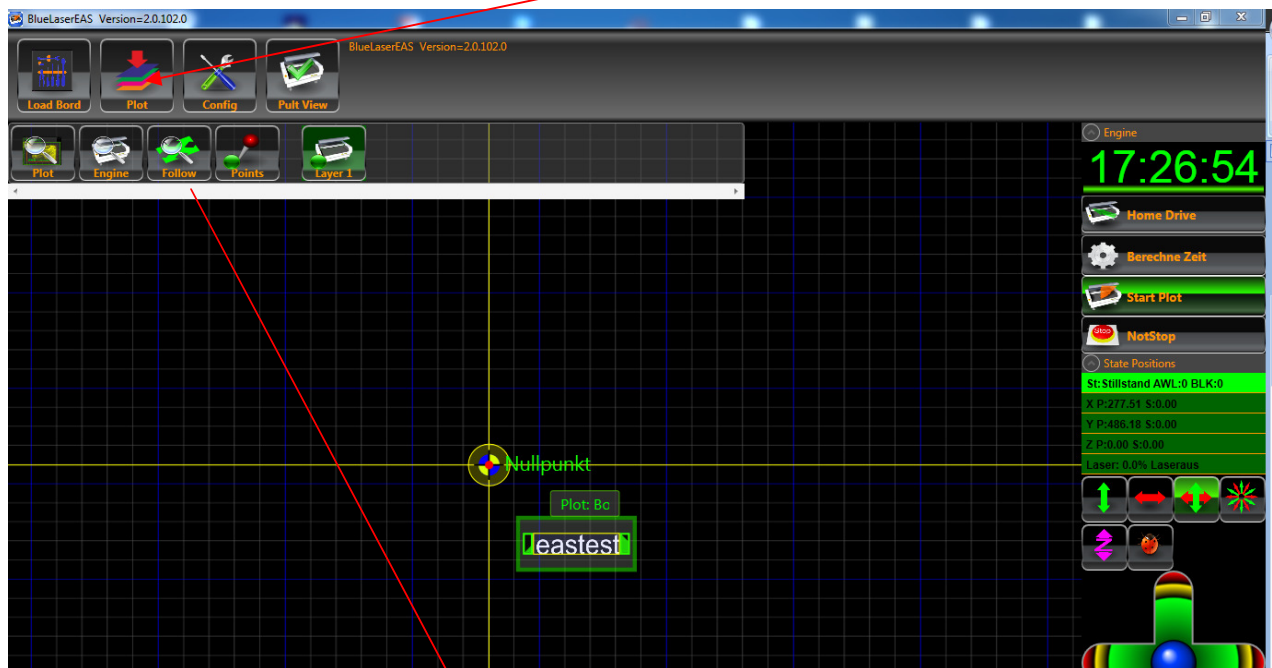 BlueLaserEAS Version=2.0.102.0
BlueLaserEAS Version=2.0.102.0
Load Bord
Plot
Config
Pult View
Plot
Engine
Follow
Points
Layer 1
Engine
17:26:54
Home Drive
Berechne Zeit
Start Plot
Stop
NotStop
State Positions
St:Stillstand AWL:0 BLK:0
X P:277.51 S:0.00
Y P:486.18 S:0.00
Z P:0.00 S:0.00
Laser: 0.0% Laseraus
Nullpunkt
Plot: Bo
eastest
Z